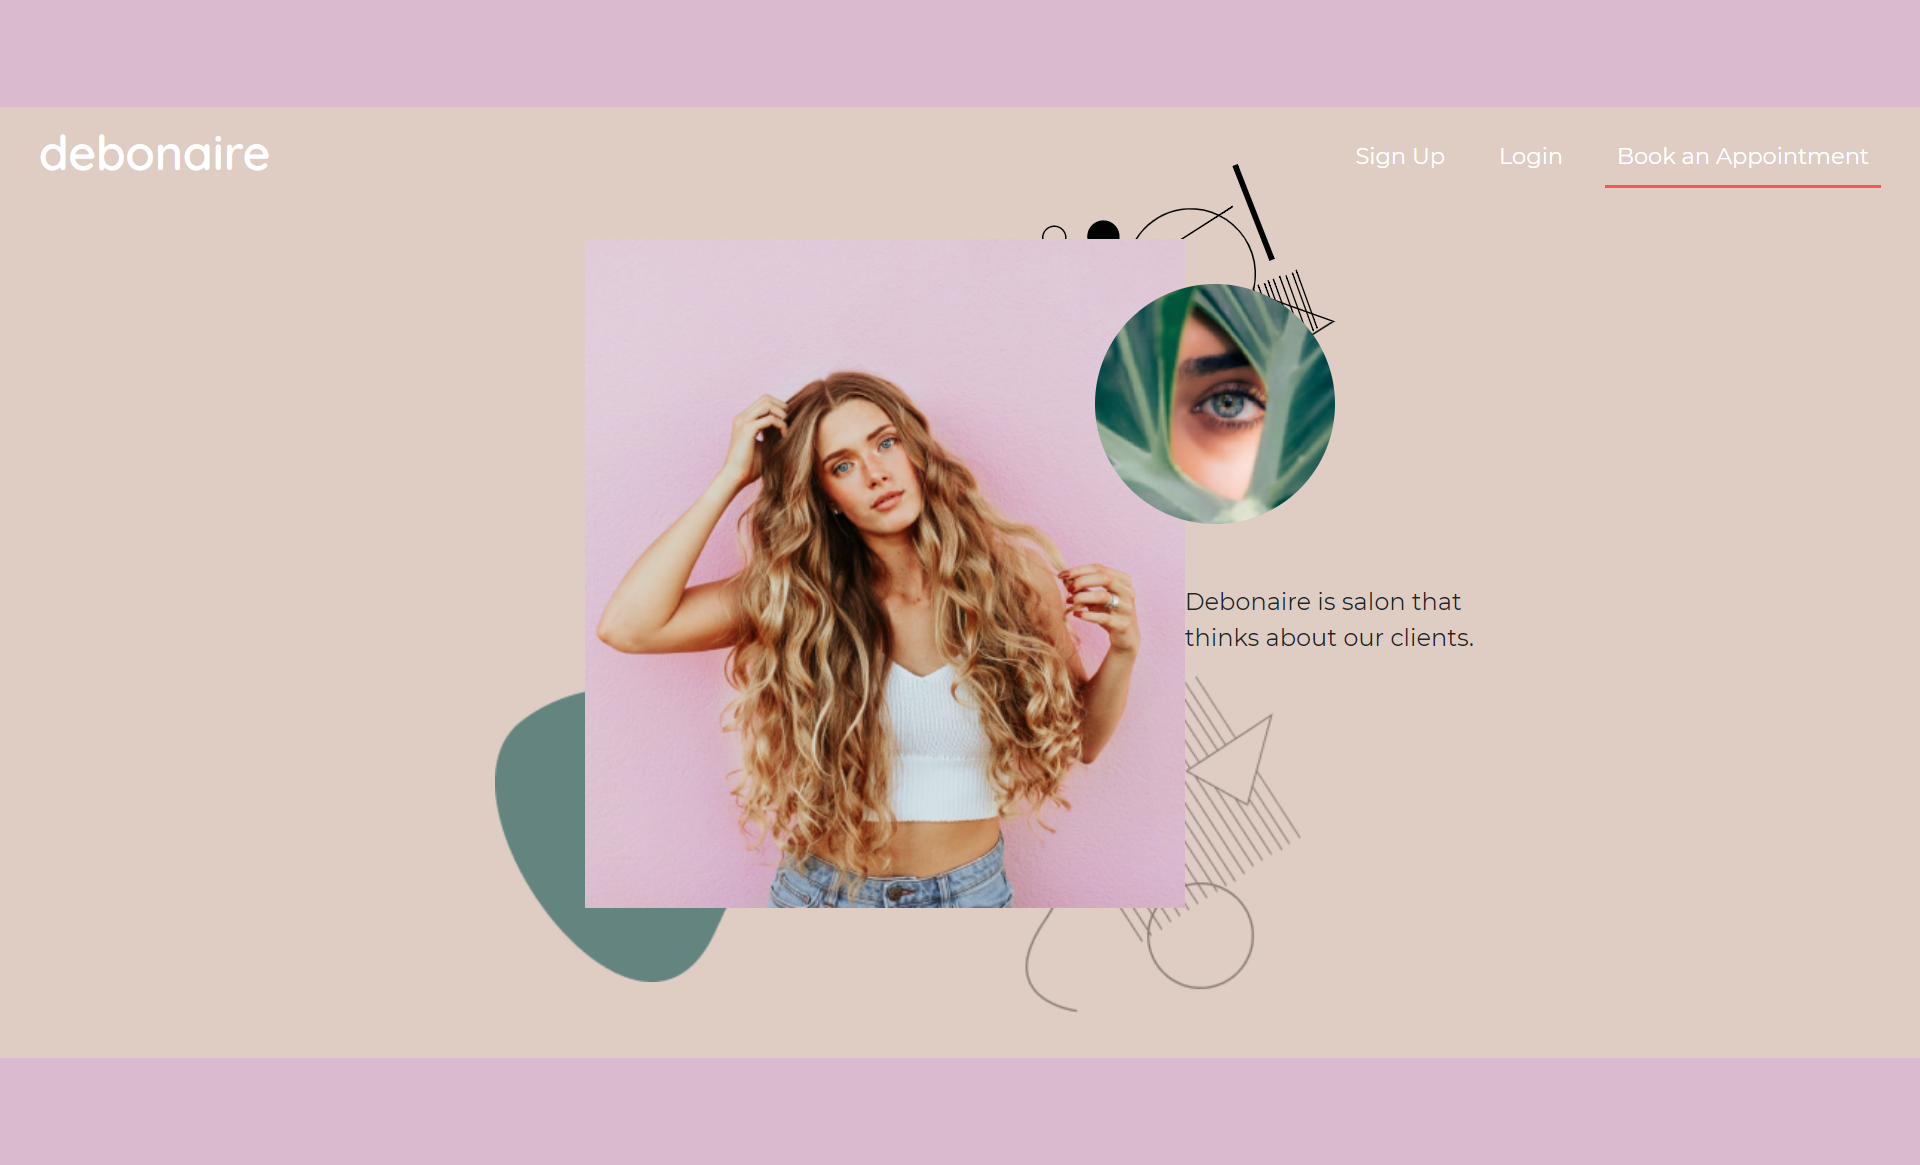 debonaire
Sign Up
Login
Book an Appointment
Debonaire is salon that
thinks about our clients.